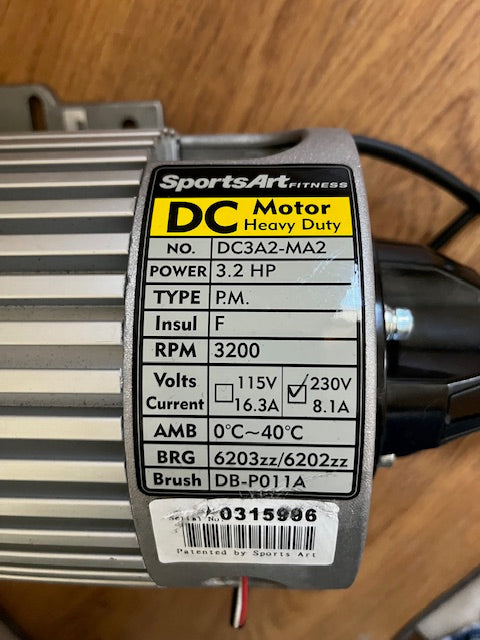 SportsArt FITNESS
DC Motor Heavy Duty
NO. DC3A2-MA2
POWER 3.2 HP
TYPE P.M.
Insul F
RPM 3200
Volts 115V 230V
Current 16.3A 8.1A
AMB 0°C~40°C
BRG 6203zz/6202zz
Brush DB-P011A
Serial No. 0315996
Patented by Sports Art